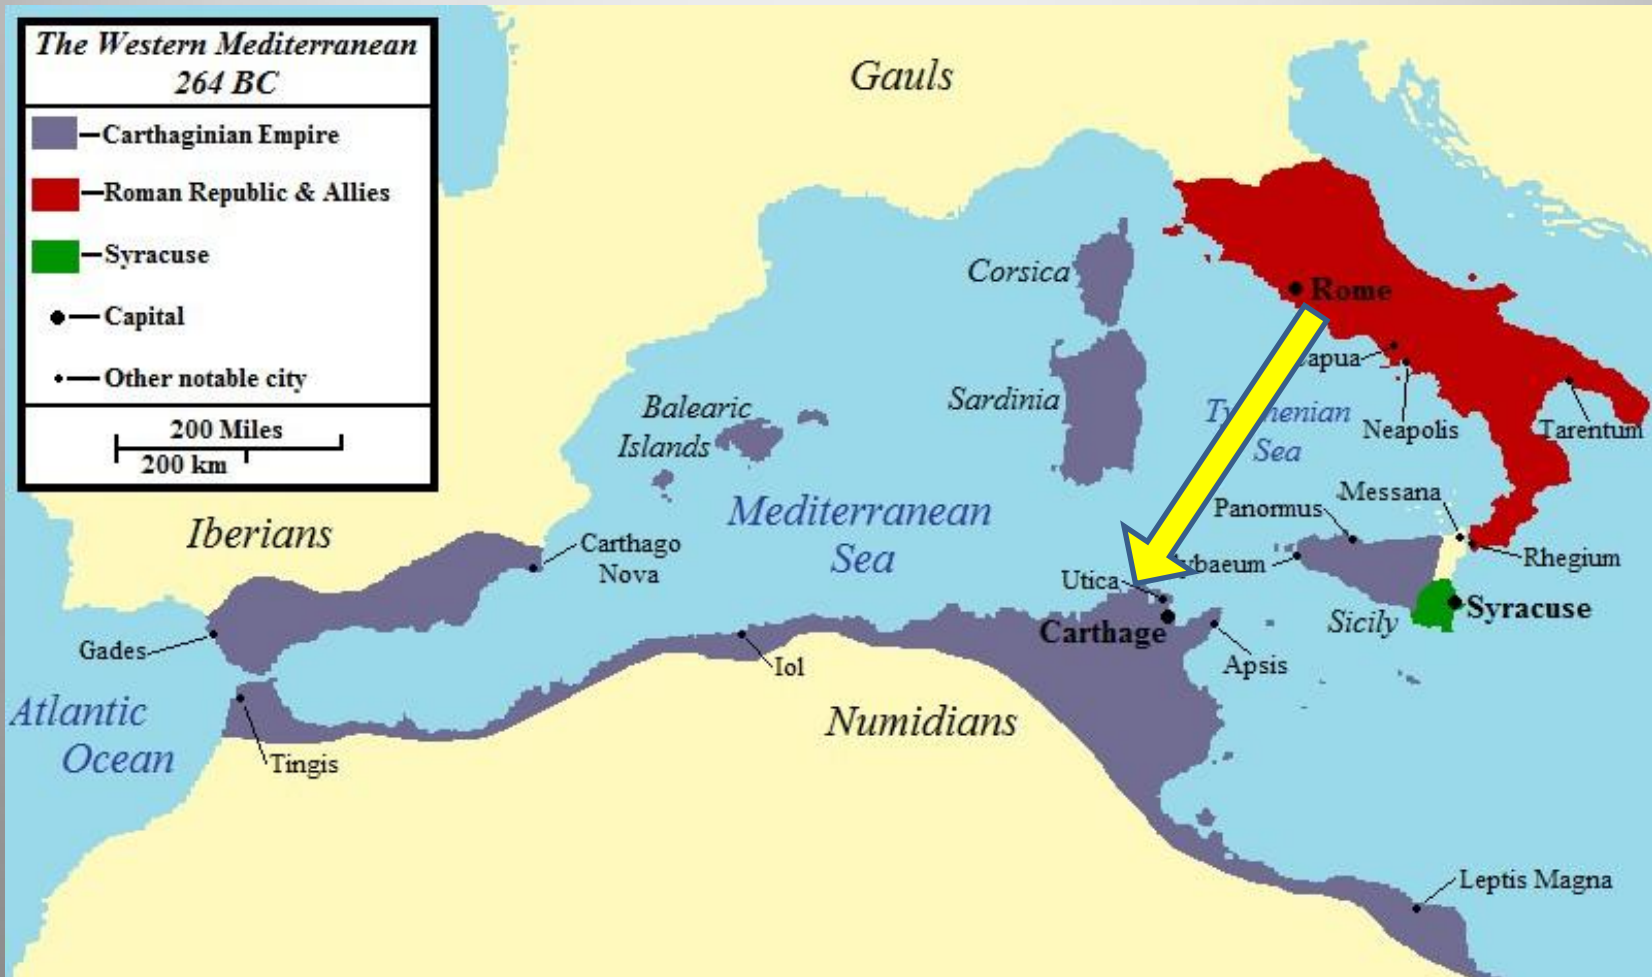 The Western Mediterranean
264 BC
Carthaginian Empire
Roman Republic & Allies
Syracuse
Capital
Other notable city
200 Miles
200 km
Gauls
Corsica
Rome
Capua
Sardinia
Sea
Neapolis
Tarentum
Balearic
Islands
Mediterranean
Sea
Messana
Panormus
Rhegium
Iberians
Carthago
Nova
Utica
Carthage
Apsis
Sicily
Syracuse
Gades
Iol
Atlantic
Ocean
Tingis
Numidians
Leptis Magna